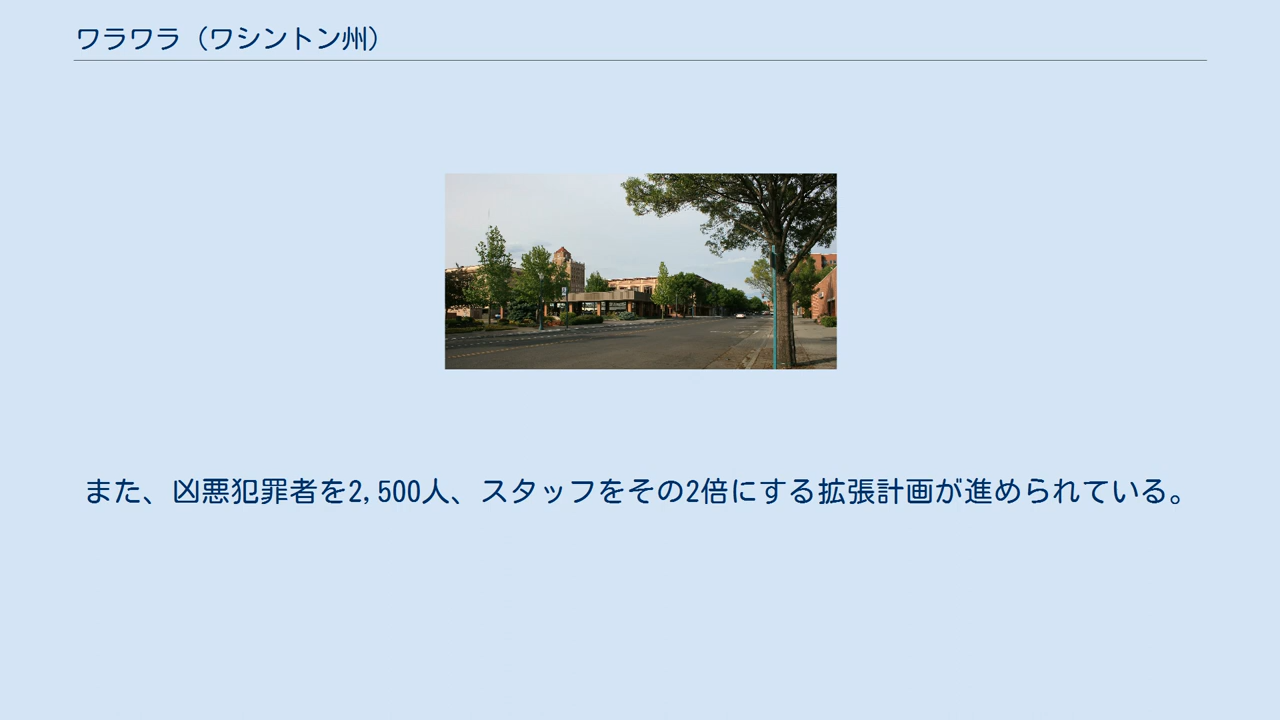 ワラワラ（ワシントン州）
また、凶悪犯罪者を2,500人、スタッフをその2倍にする拡張計画が進められている。